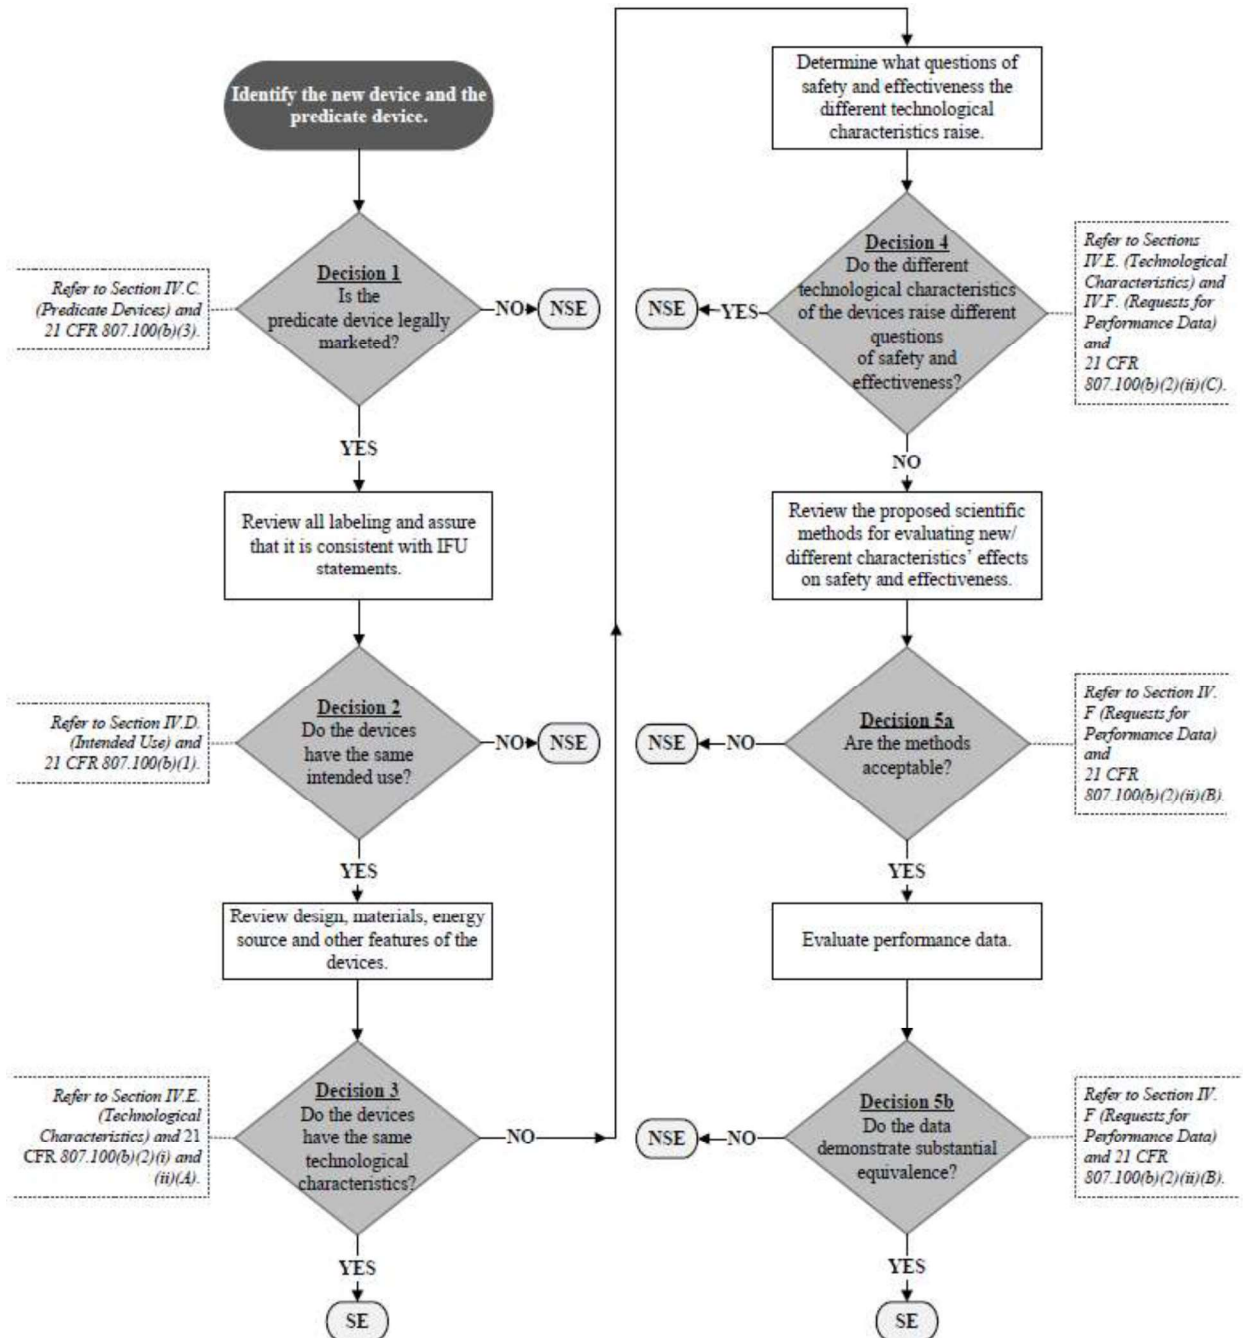 Identify the new device and the
predicate device.
Decision 1
Is the
predicate device legally
marketed?
Refer to Section IV.C.
(Predicate Devices) and
21 CFR 807.100(b)(3).
NO
NSE
YES
Review all labeling and assure
that it is consistent with IFU
statements.
Decision 2
Do the devices
have the same
intended use?
Refer to Section IV.D.
(Intended Use) and
21 CFR 807.100(b)(1).
NO
NSE
YES
Review design, materials, energy
source and other features of the
devices.
Decision 3
Do the devices
have the same
technological
characteristics?
Refer to Section IV.E.
(Technological
Characteristics) and 21
CFR 807.100(b)(2)(i) and
(ii)(A).
NO
YES
SE
Determine what questions of
safety and effectiveness the
different technological
characteristics raise.
Decision 4
Do the different
technological characteristics
of the devices raise different
questions
of safety and
effectiveness?
NSE
YES
Refer to Sections
IV.E. (Technological
Characteristics) and
IV.F. (Requests for
Performance Data)
and
21 CFR
807.100(b)(2)(ii)(C).
NO
Review the proposed scientific
methods for evaluating new/
different characteristics’ effects
on safety and effectiveness.
Decision 5a
Are the methods
acceptable?
NSE
NO
Refer to Section IV.
F (Requests for
Performance Data)
and
21 CFR
807.100(b)(2)(ii)(B).
YES
Evaluate performance data.
Decision 5b
Do the data
demonstrate substantial
equivalence?
NSE
NO
Refer to Section IV.
F (Requests for
Performance Data)
and 21 CFR
807.100(b)(2)(ii)(B).
YES
SE